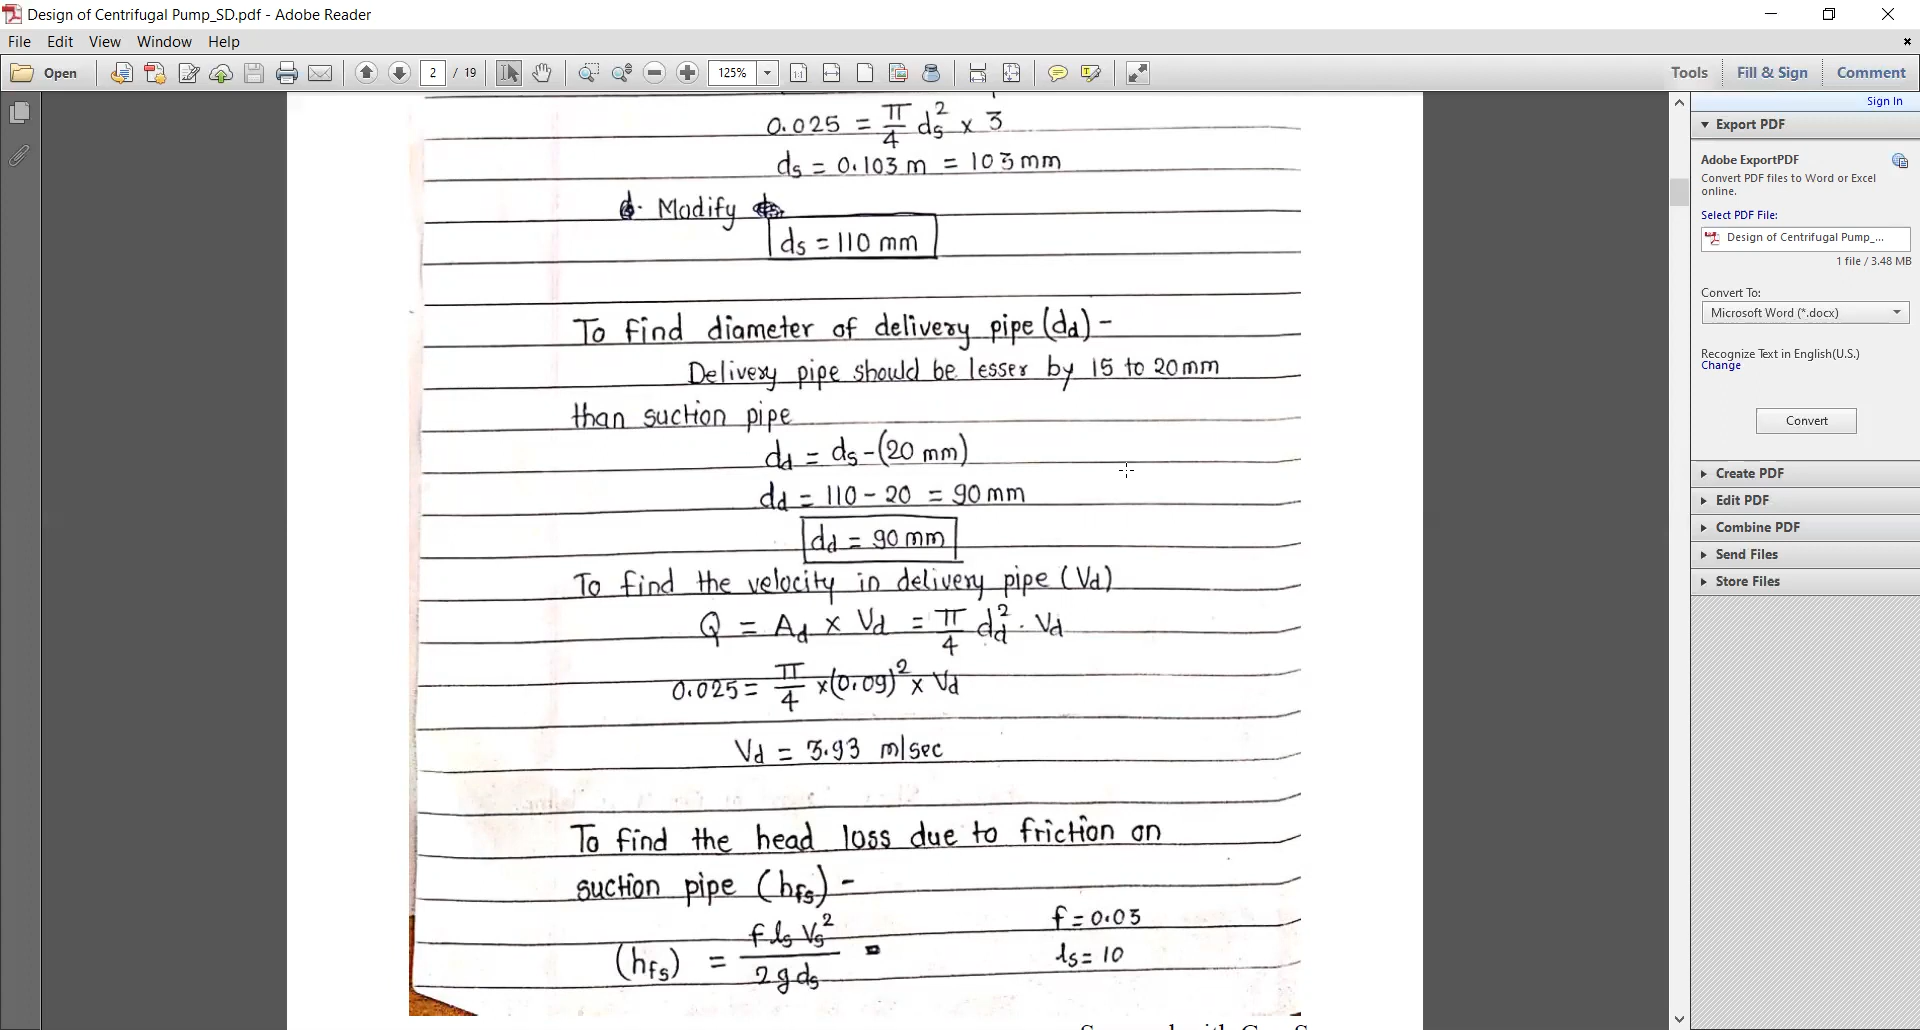 Design of Centrifugal Pump_SD.pdf - Adobe Reader
File Edit View Window Help
Open 2 / 19 125% Tools Fill & Sign Comment
0.025 = π/4 ds² × 3
ds = 0.103 m = 103 mm
Modify
ds = 110 mm
To find diameter of delivery pipe (dd) -
Delivery pipe should be lesser by 15 to 20 mm
than suction pipe
dd = ds - (20 mm)
dd = 110 - 20 = 90 mm
dd = 90 mm
To find the velocity in delivery pipe (Vd)
Q = Ad × Vd = π/4 dd² · Vd
0.025 = π/4 × (0.09)² × Vd
Vd = 3.93 m/sec
To find the head loss due to friction on
suction pipe (hfs) -
(hfs) = f ls Vs² / 2 g ds =
f = 0.03
ls = 10
Sign In
Export PDF
Adobe ExportPDF
Convert PDF files to Word or Excel
online.
Select PDF File:
Design of Centrifugal Pump_...
1 file / 3.48 MB
Convert To:
Microsoft Word (*.docx)
Recognize Text in English(U.S.)
Change
Convert
Create PDF
Edit PDF
Combine PDF
Send Files
Store Files